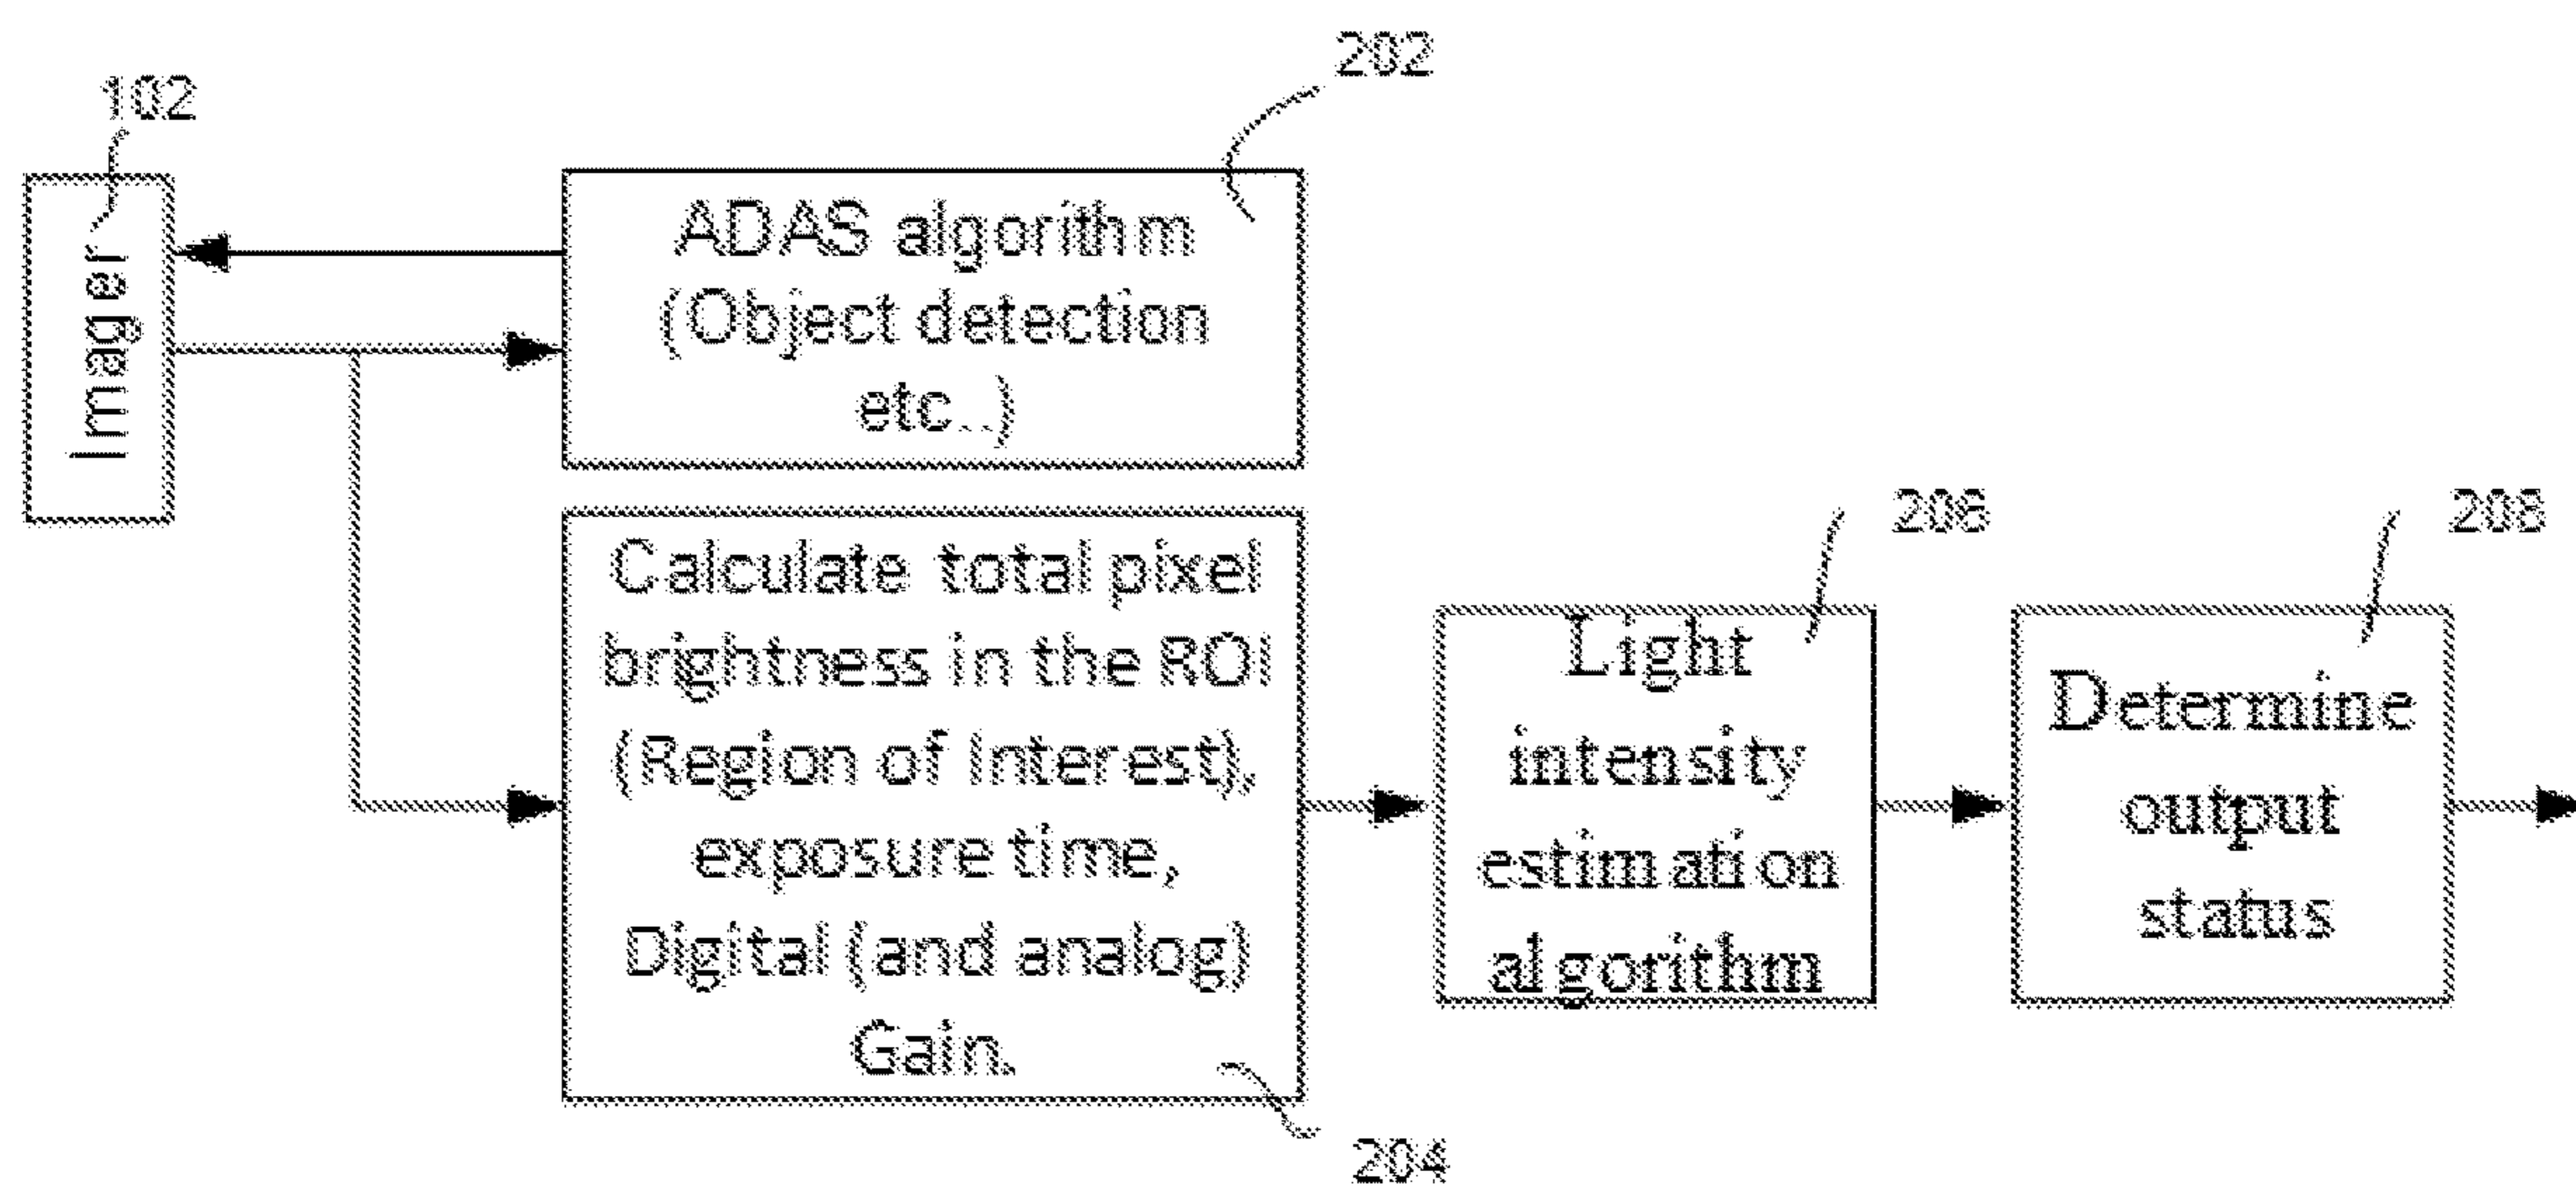 102
202
Imager
ADAS algorithm
(Object detection
etc..)
Calculate total pixel
brightness in the ROI
(Region of Interest),
exposure time,
Digital (and analog)
Gain.
204
206
Light
intensity
estimation
algorithm
208
Determine
output
status